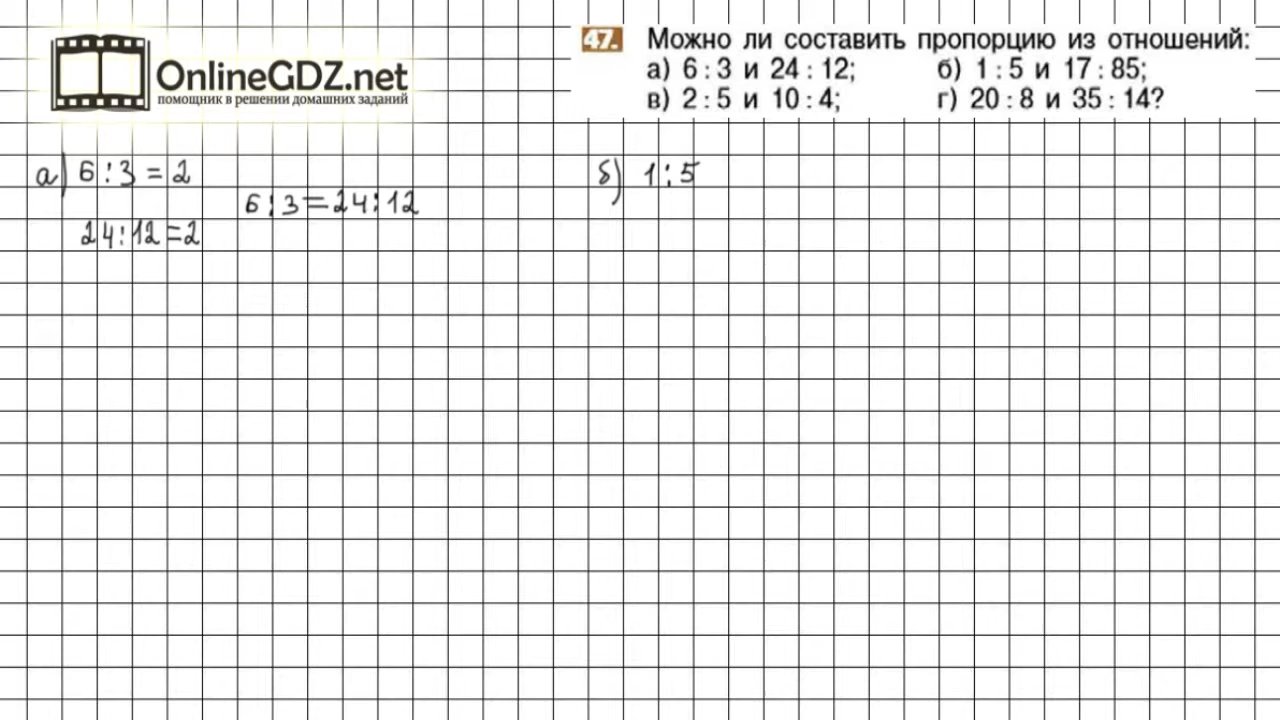 OnlineGDZ.net
помощник в решении домашних заданий
47. Можно ли составить пропорцию из отношений:
а) 6 : 3 и 24 : 12; б) 1 : 5 и 17 : 85;
в) 2 : 5 и 10 : 4; г) 20 : 8 и 35 : 14?
а) 6 : 3 = 2
6 : 3 = 24 : 12
24 : 12 = 2
б) 1 : 5